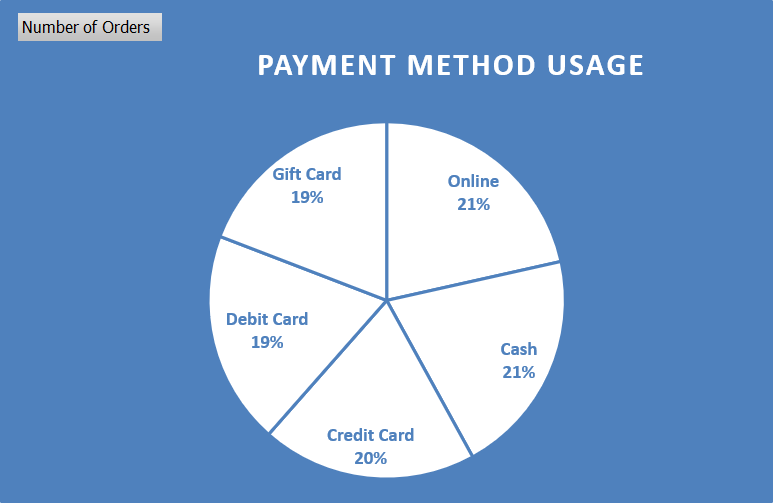 Number of Orders
PAYMENT METHOD USAGE
Gift Card
19%
Online
21%
Debit Card
19%
Cash
21%
Credit Card
20%